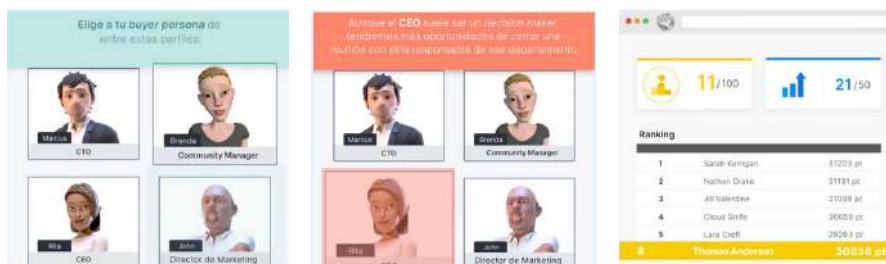 Elige a tu buyer persona de
entre estos perfiles:
Marcus
CTO
Brenda
Community Manager
Rita
CEO
John
Director de Marketing
Aunque el CEO suele ser un decision maker,
tendremos más oportunidades de cerrar una
reunión con el/la responsable de ese departamento.
Marcus
CTO
Brenda
Community Manager
Rita
John
Director de Marketing
11/100
21/50
Ranking
1 Sarah Kerrigan 31203 pt
2 Nathan Drake 31131 pt
3 Jill Valentine
4 Cloud Strife
5 Lara Croft 29263 pt
8 Thomas Anderson 30836 pt